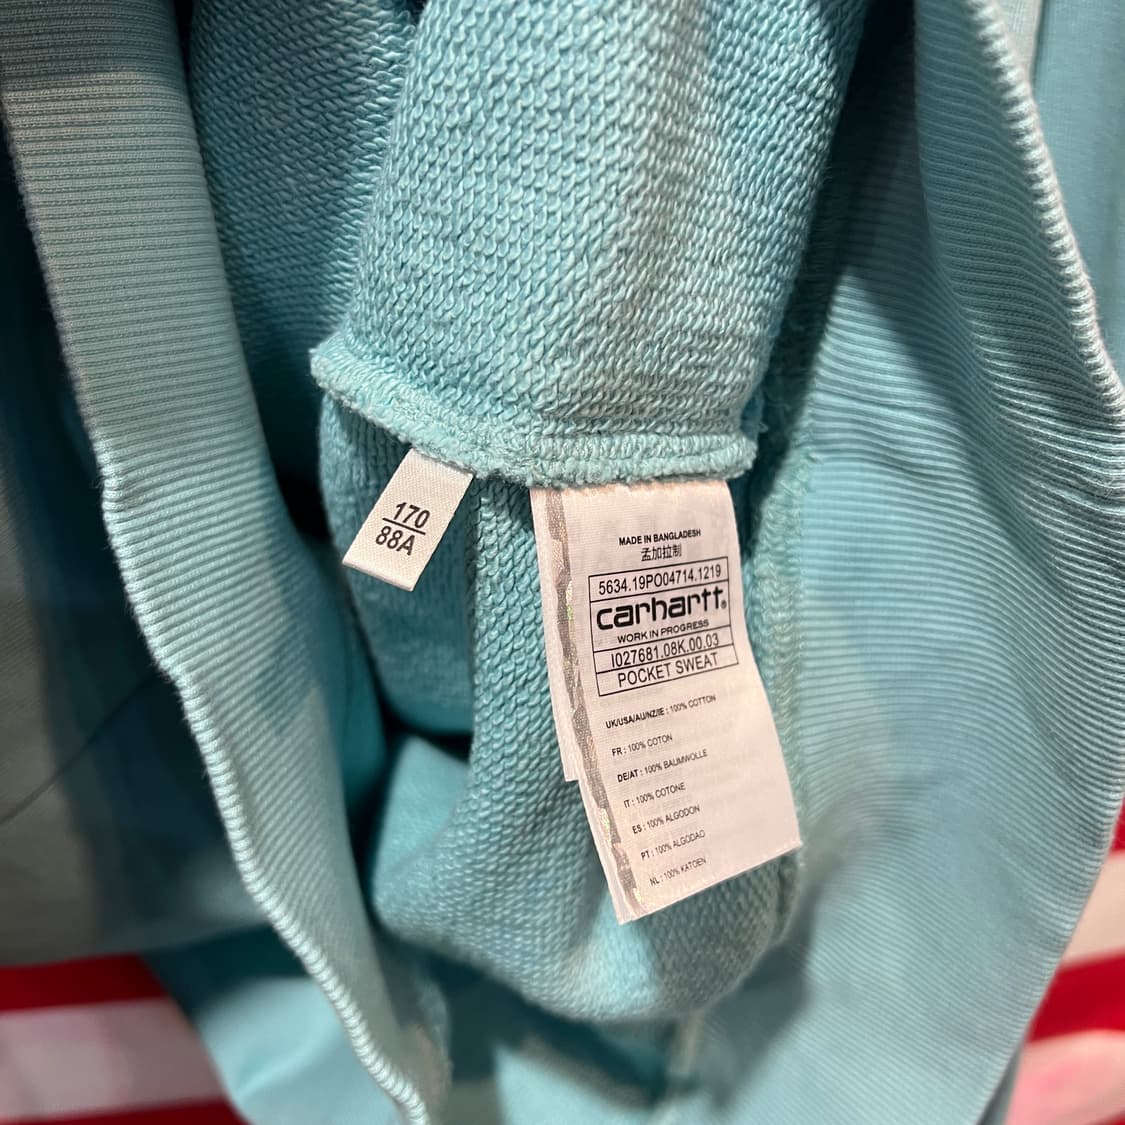 170
88A
MADE IN BANGLADESH
孟加拉制
5634.19PO04714.1219
carhartt®
WORK IN PROGRESS
I027681.08K.00.03
POCKET SWEAT
UK/USA/AU/NZ/IE : 100% COTTON
FR : 100% COTON
DE/AT : 100% BAUMWOLLE
IT : 100% COTONE
ES : 100% ALGODON
PT : 100% ALGODAO
NL : 100% KATOEN